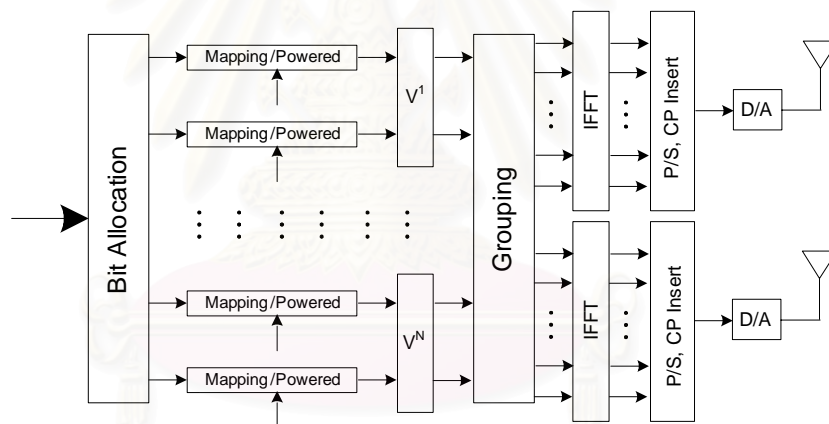 Bit Allocation
Mapping/Powered
Mapping/Powered
Mapping/Powered
Mapping/Powered
V¹
Vᴺ
Grouping
IFFT
P/S, CP Insert
D/A
IFFT
P/S, CP Insert
D/A